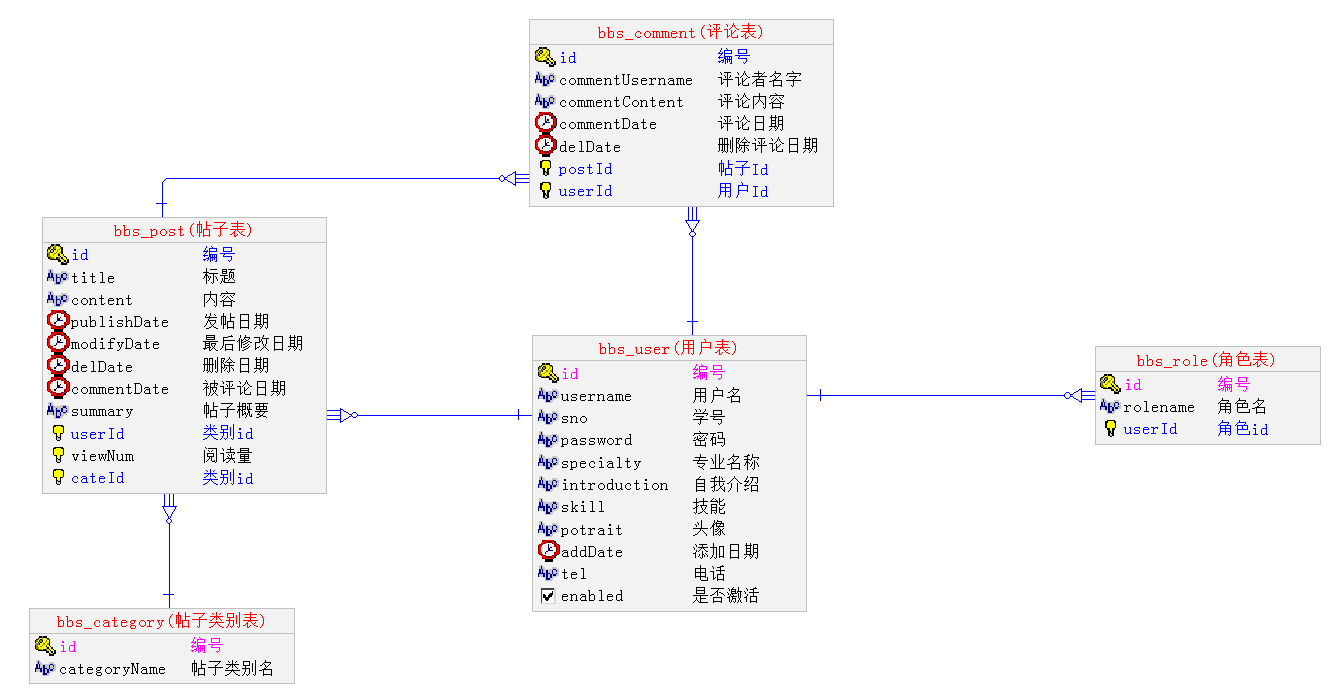 bbs_comment(评论表)
id 编号
commentUsername 评论者名字
commentContent 评论内容
commentDate 评论日期
delDate 删除评论日期
postId 帖子Id
userId 用户Id
bbs_post(帖子表)
id 编号
title 标题
content 内容
publishDate 发帖日期
modifyDate 最后修改日期
delDate 删除日期
commentDate 被评论日期
summary 帖子概要
userId 类别id
viewNum 阅读量
cateId 类别id
bbs_user(用户表)
id 编号
username 用户名
sno 学号
password 密码
specialty 专业名称
introduction 自我介绍
skill 技能
potrait 头像
addDate 添加日期
tel 电话
enabled 是否激活
bbs_role(角色表)
id 编号
rolename 角色名
userId 角色id
bbs_category(帖子类别表)
id 编号
categoryName 帖子类别名